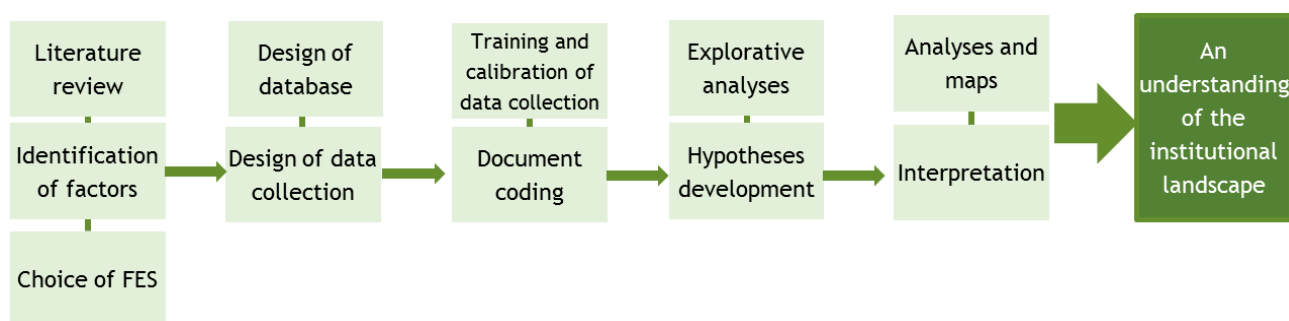 Literature
review
Identification
of factors
Choice of FES
Design of
database
Design of data
collection
Training and
calibration of
data collection
Document
coding
Explorative
analyses
Hypotheses
development
Analyses and
maps
Interpretation
An
understanding
of the
institutional
landscape